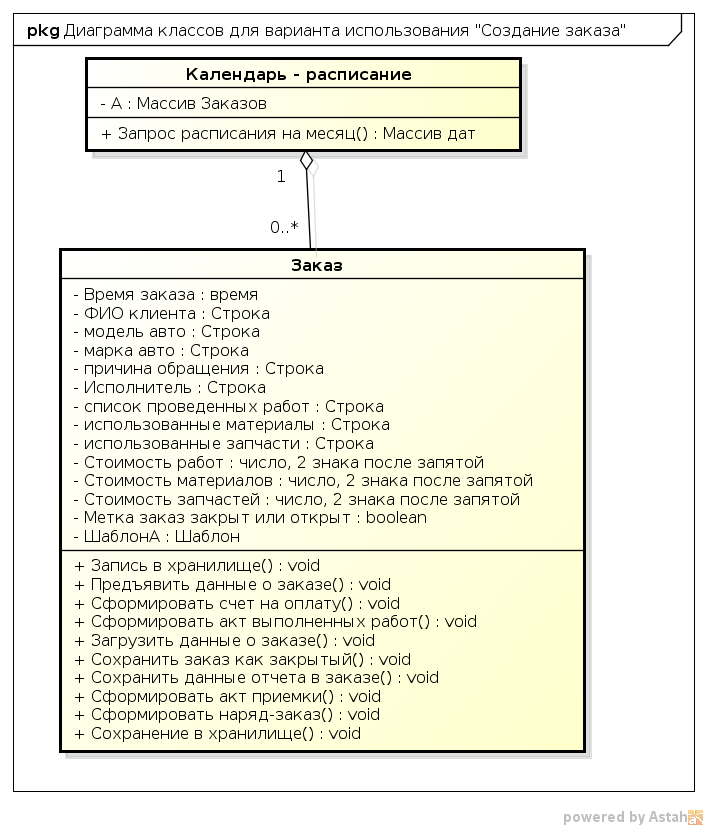 pkg Диаграмма классов для варианта использования "Создание заказа"
Календарь - расписание
- А : Массив Заказов
+ Запрос расписания на месяц() : Массив дат
1
0..*
Заказ
- Время заказа : время
- ФИО клиента : Строка
- модель авто : Строка
- марка авто : Строка
- причина обращения : Строка
- Исполнитель : Строка
- список проведенных работ : Строка
- использованные материалы : Строка
- использованные запчасти : Строка
- Стоимость работ : число, 2 знака после запятой
- Стоимость материалов : число, 2 знака после запятой
- Стоимость запчастей : число, 2 знака после запятой
- Метка заказ закрыт или открыт : boolean
- ШаблонА : Шаблон
+ Запись в хранилище() : void
+ Предъявить данные о заказе() : void
+ Сформировать счет на оплату() : void
+ Сформировать акт выполненных работ() : void
+ Загрузить данные о заказе() : void
+ Сохранить заказ как закрытый() : void
+ Сохранить данные отчета в заказе() : void
+ Сформировать акт приемки() : void
+ Сформировать наряд-заказ() : void
+ Сохранение в хранилище() : void
powered by Astah